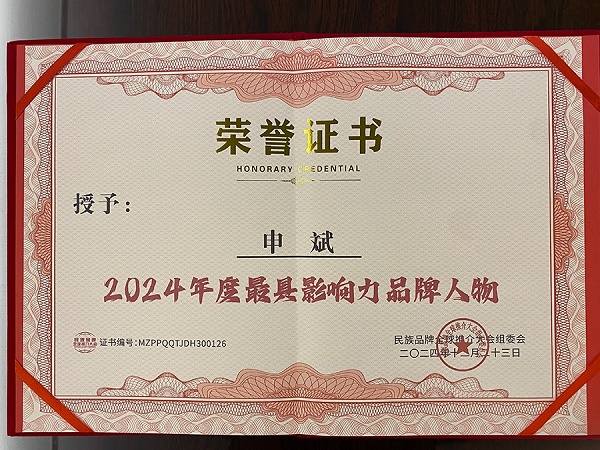 荣誉证书
HONORARY CREDENTIAL
授予：
申 斌
2024年度最具影响力品牌人物
证书编号：MZPPQQTJDH300126
民族品牌全球推介大会组委会
二〇二四年十一月二十三日